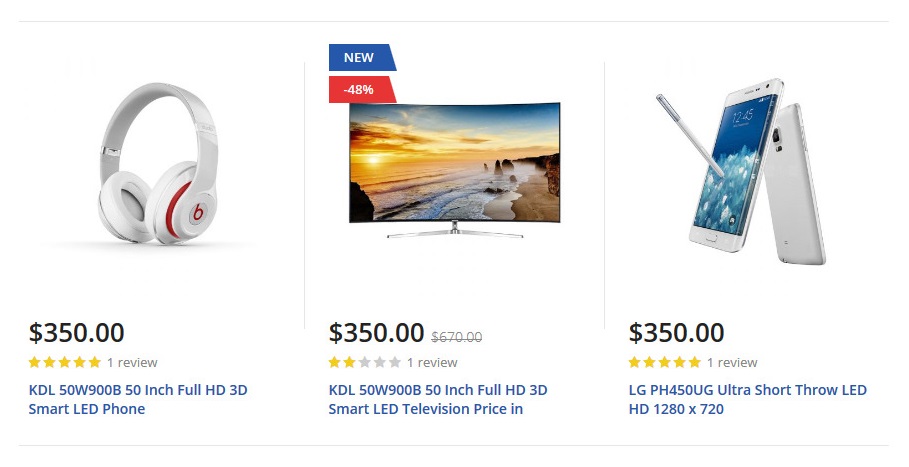 NEW
-48%
b
12:45
$350.00
1 review
KDL 50W900B 50 Inch Full HD 3D
Smart LED Phone
$350.00 $670.00
1 review
KDL 50W900B 50 Inch Full HD 3D
Smart LED Television Price in
$350.00
1 review
LG PH450UG Ultra Short Throw LED
HD 1280 x 720